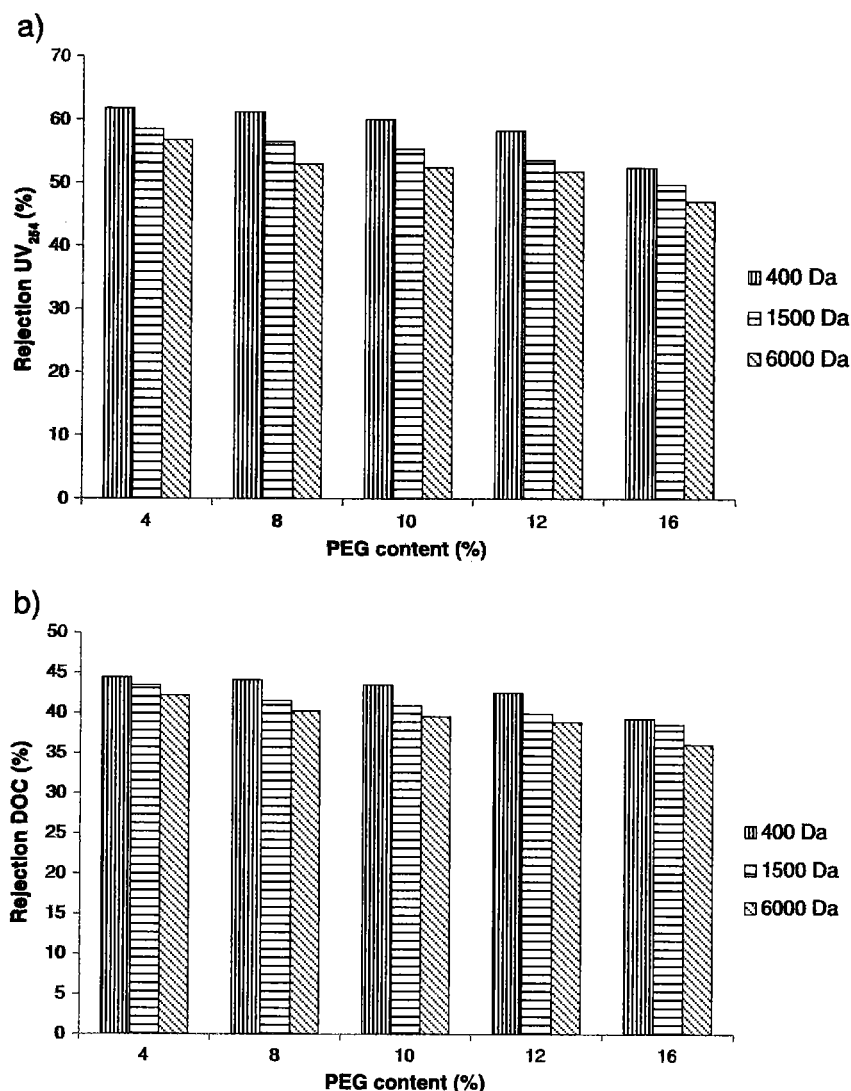 a)
70
60
50
40
30
20
10
0
Rejection UV254 (%)
4 8 10 12 16
PEG content (%)
400 Da
1500 Da
6000 Da
b)
50
45
40
35
30
25
20
15
10
5
0
Rejection DOC (%)
4 8 10 12 16
PEG content (%)
400 Da
1500 Da
6000 Da